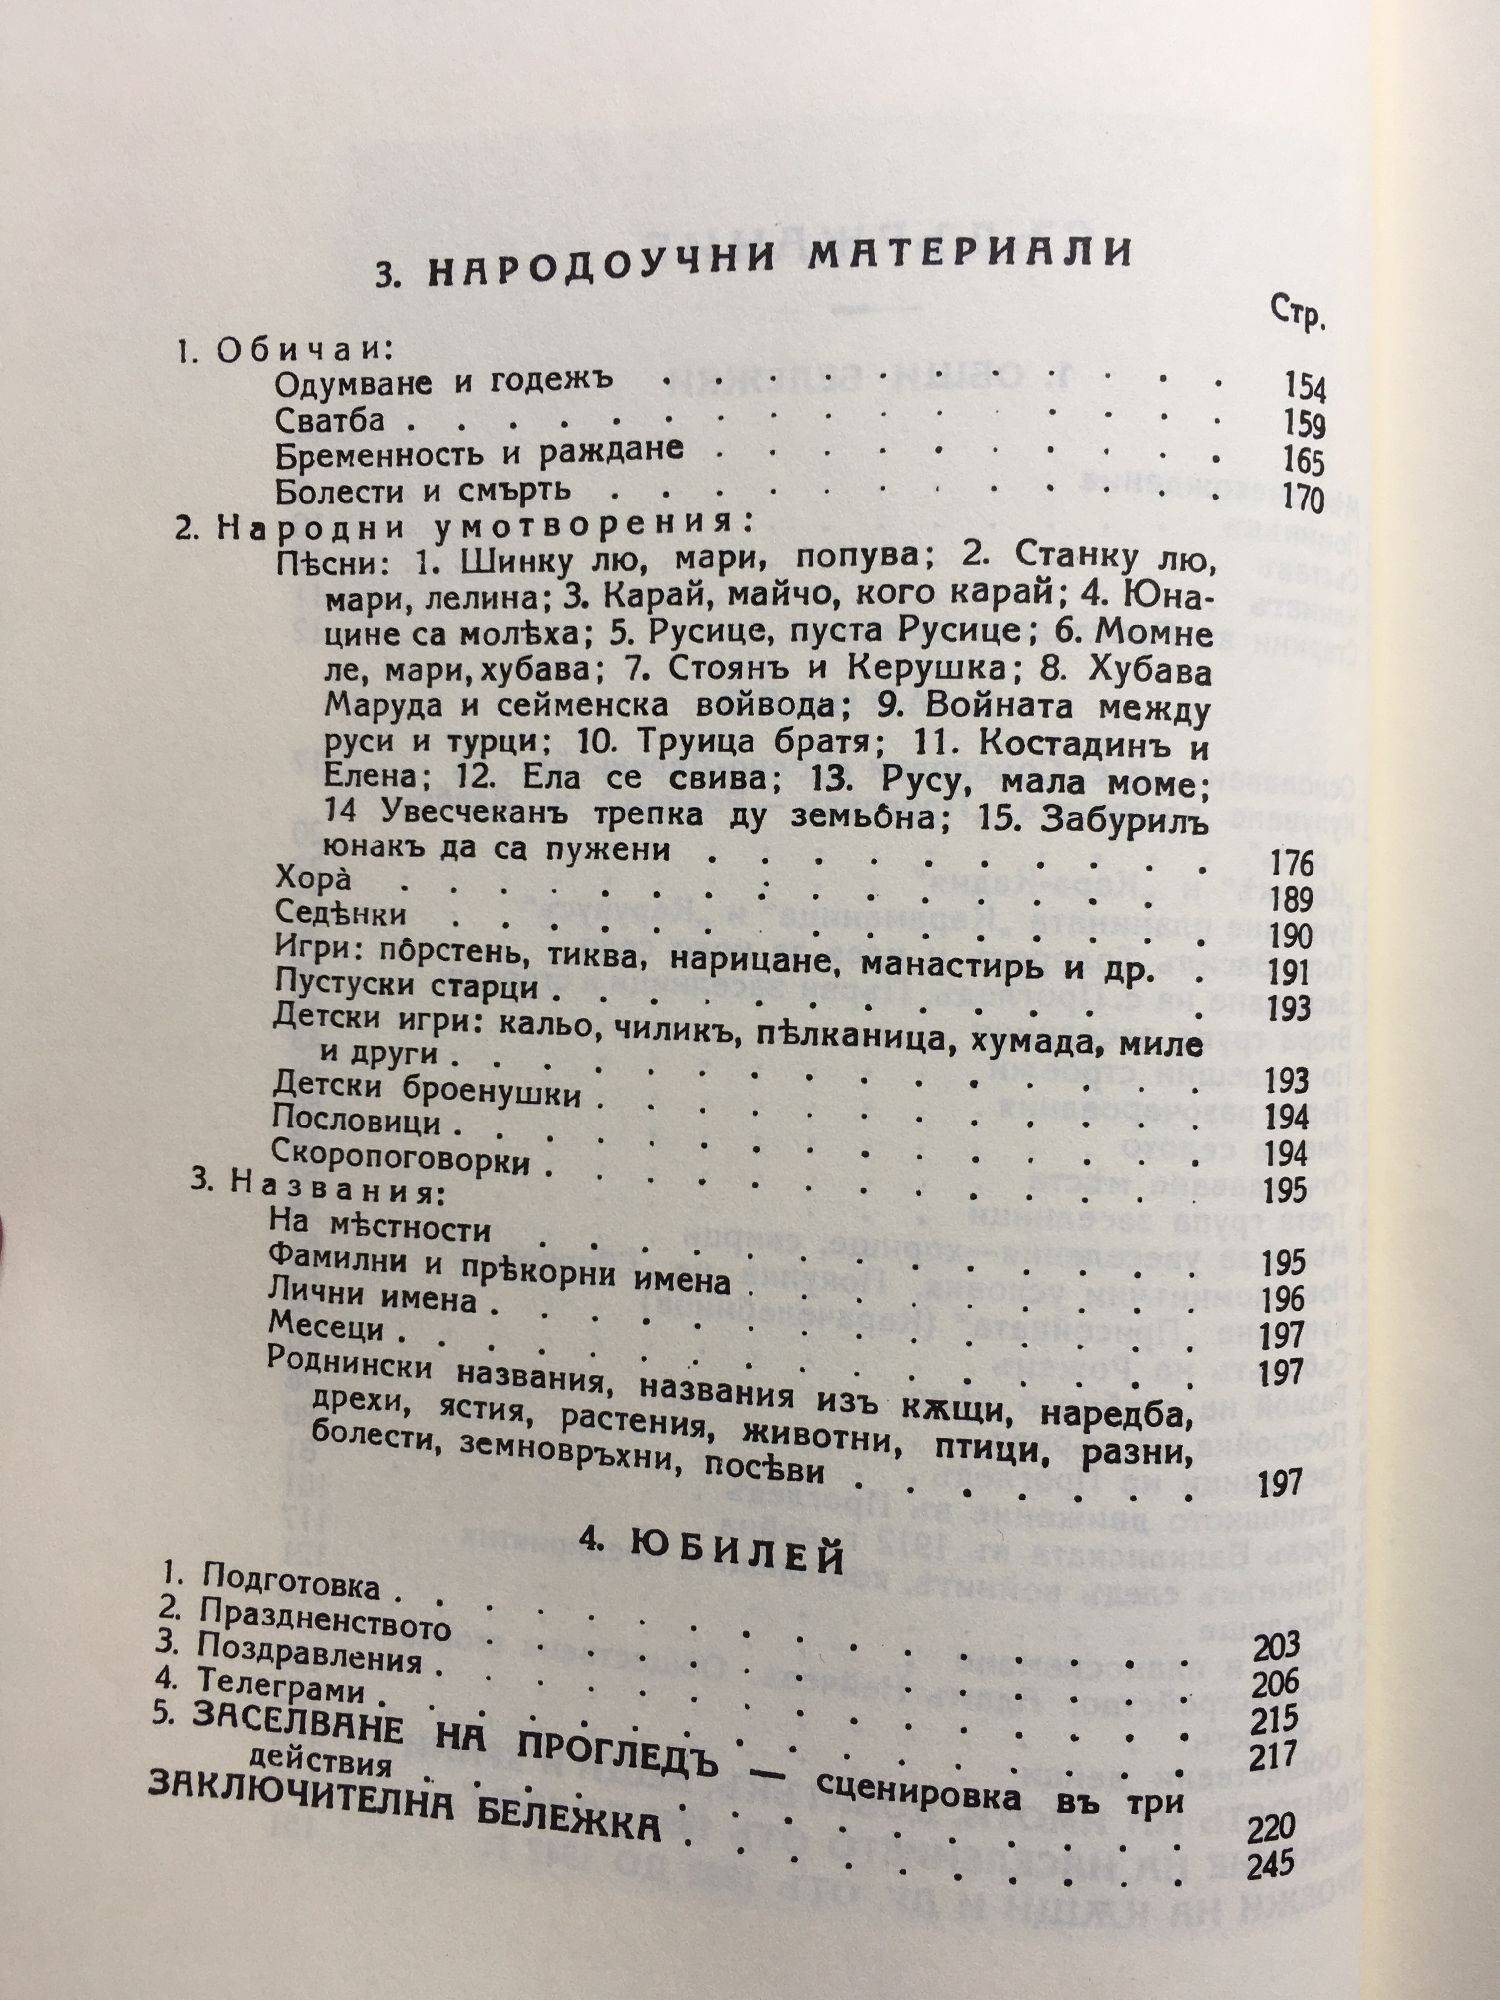 3. НАРОДОУЧНИ МАТЕРИАЛИ
Стр.
1. Обичаи:
Одумване и годежъ . . . . . . . . . . . 154
Сватба . . . . . . . . . . . . . . . 159
Бременность и раждане . . . . . . . . . . 165
Болести и смърть . . . . . . . . . . . . 170
2. Народни умотворения:
Пѣсни: 1. Шинку лю, мари, попува; 2. Станку лю,
мари, лелина; 3. Карай, майчо, кого карай; 4. Юна-
цине са молѣха; 5. Русице, пуста Русице; 6. Момне
ле, мари, хубава; 7. Стоянъ и Керушка; 8. Хубава
Маруда и сейменска войвода; 9. Войната между
руси и турци; 10. Труица братя; 11. Костадинъ и
Елена; 12. Ела се свива; 13. Русу, мала моме;
14 Увесчеканъ трепка ду земьôна; 15. Забурилъ
юнакъ да са пужени . . . . . . . . . . 176
Хорà . . . . . . . . . . . . . . . 189
Седѣнки . . . . . . . . . . . . . . 190
Игри: пôрстень, тиква, нарицане, манастирь и др. . 191
Пустуски старци . . . . . . . . . . . . 193
Детски игри: кальо, чиликъ, пѣлканица, хумада, миле
и други . . . . . . . . . . . . . . 193
Детски броенушки . . . . . . . . . . . 194
Пословици . . . . . . . . . . . . . . 194
Скоропоговорки . . . . . . . . . . . . 195
3. Названия:
На мѣстности . . . . . . . . . . . . . 195
Фамилни и прѣкорни имена . . . . . . . . . 196
Лични имена . . . . . . . . . . . . . 197
Месеци . . . . . . . . . . . . . . . 197
Роднински названия, названия изъ кѫщи, наредба,
дрехи, ястия, растения, животни, птици, разни,
болести, земновръхни, посѣви . . . . . . . 197
4. ЮБИЛЕЙ
1. Подготовка . . . . . . . . . . . . . . 203
2. Праздненството . . . . . . . . . . . . . 206
3. Поздравления . . . . . . . . . . . . . 215
4. Телеграми . . . . . . . . . . . . . . 217
5. ЗАСЕЛВАНЕ НА ПРОГЛЕДЪ — сценировка въ три
действия . . . . . . . . . . . . . . 220
ЗАКЛЮЧИТЕЛНА БЕЛЕЖКА . . . . . . . . . . 245